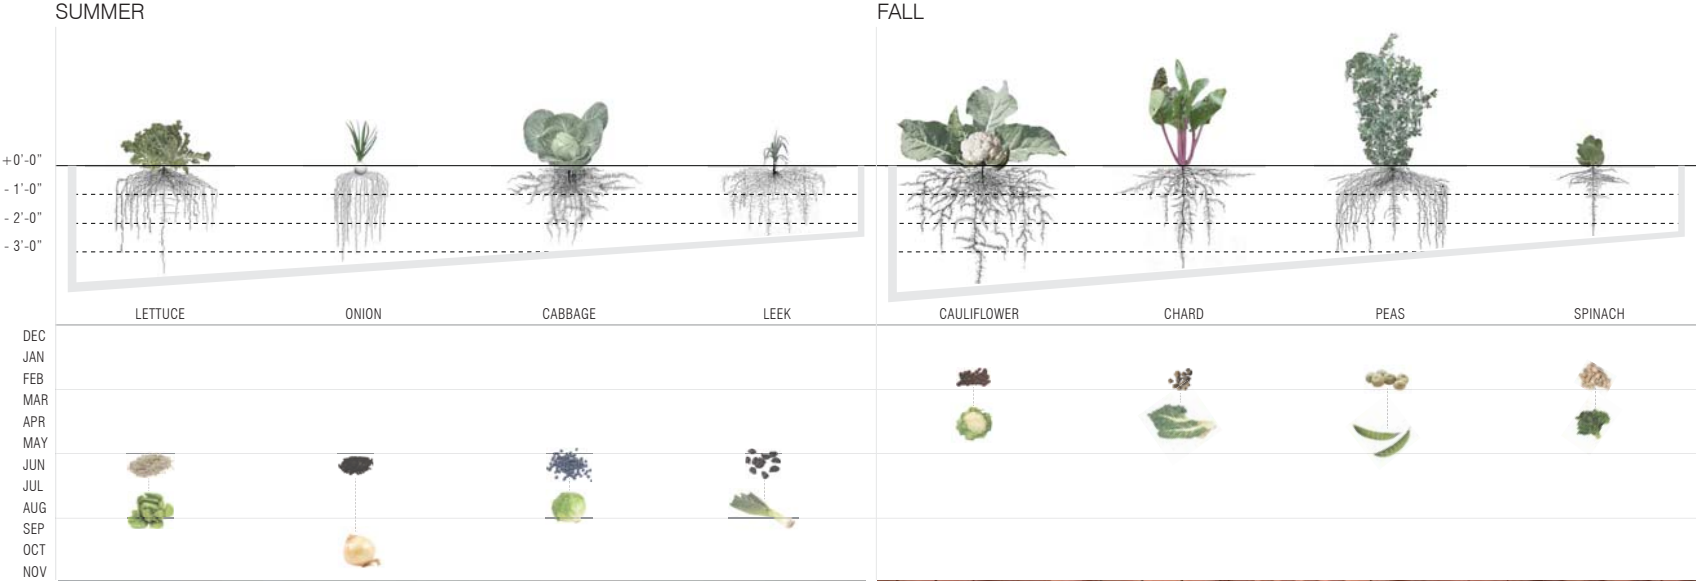 SUMMER
FALL
+0'-0"
- 1'-0"
- 2'-0"
- 3'-0"
LETTUCE
ONION
CABBAGE
LEEK
CAULIFLOWER
CHARD
PEAS
SPINACH
DEC
JAN
FEB
MAR
APR
MAY
JUN
JUL
AUG
SEP
OCT
NOV